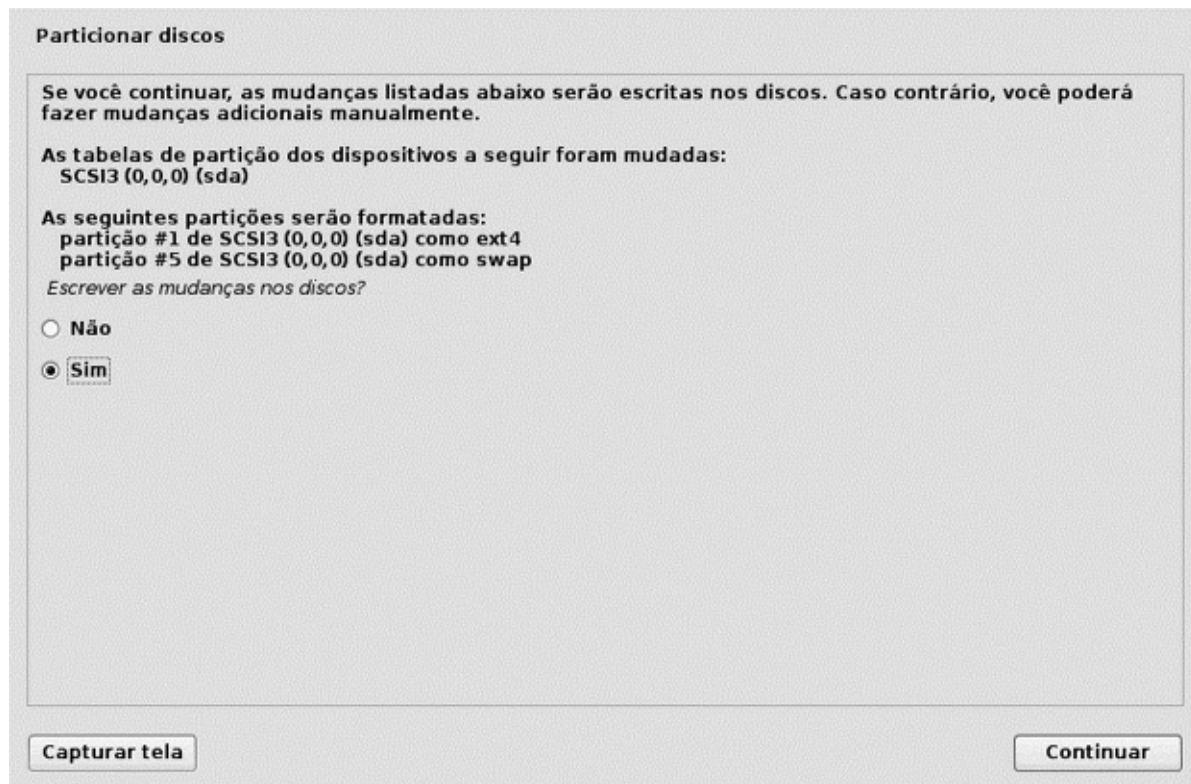 Particionar discos
Se você continuar, as mudanças listadas abaixo serão escritas nos discos. Caso contrário, você poderá
fazer mudanças adicionais manualmente.
As tabelas de partição dos dispositivos a seguir foram mudadas:
SCSI3 (0,0,0) (sda)
As seguintes partições serão formatadas:
partição #1 de SCSI3 (0,0,0) (sda) como ext4
partição #5 de SCSI3 (0,0,0) (sda) como swap
Escrever as mudanças nos discos?
Não
Sim
Capturar tela
Continuar